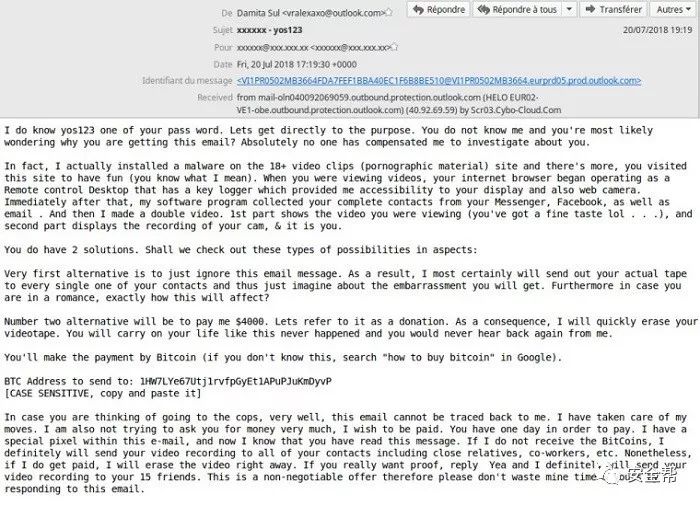 De Damita Sul <vralexaxo@outlook.com>
Répondre Répondre à tous Transférer Autres
Sujet xxxxxx - yos123 20/07/2018 19:19
Pour xxxxxx@xxx.xxx.xx <xxxxxx@xxx.xxx.xx>
Date Fri, 20 Jul 2018 17:19:30 +0000
Identifiant du message <VI1PR0502MB3664FDA7FEF1BBA40EC1F6B8BE510@VI1PR0502MB3664.eurprd05.prod.outlook.com>
Received from mail-oln040092069059.outbound.protection.outlook.com (HELO EUR02-
VE1-obe.outbound.protection.outlook.com) (40.92.69.59) by Scr03.Cybo-Cloud.Com
I do know yos123 one of your pass word. Lets get directly to the purpose. You do not know me and you're most likely
wondering why you are getting this email? Absolutely no one has compensated me to investigate about you.
In fact, I actually installed a malware on the 18+ video clips (pornographic material) site and there's more, you visited
this site to have fun (you know what I mean). When you were viewing videos, your internet browser began operating as a
Remote control Desktop that has a key logger which provided me accessibility to your display and also web camera.
Immediately after that, my software program collected your complete contacts from your Messenger, Facebook, as well as
email . And then I made a double video. 1st part shows the video you were viewing (you've got a fine taste lol . . .), and
second part displays the recording of your cam, & it is you.
You do have 2 solutions. Shall we check out these types of possibilities in aspects:
Very first alternative is to just ignore this email message. As a result, I most certainly will send out your actual tape
to every single one of your contacts and thus just imagine about the embarrassment you will get. Furthermore in case you
are in a romance, exactly how this will affect?
Number two alternative will be to pay me $4000. Lets refer to it as a donation. As a consequence, I will quickly erase your
videotape. You will carry on your life like this never happened and you would never hear back again from me.
You'll make the payment by Bitcoin (if you don't know this, search "how to buy bitcoin" in Google).
BTC Address to send to: 1HW7LYe67Utj1rvfpGyEt1APuPJuKmDyvP
[CASE SENSITIVE, copy and paste it]
In case you are thinking of going to the cops, very well, this email cannot be traced back to me. I have taken care of my
moves. I am also not trying to ask you for money very much, I wish to be paid. You have one day in order to pay. I have a
special pixel within this e-mail, and now I know that you have read this message. If I do not receive the BitCoins, I
definitely will send your video recording to all of your contacts including close relatives, co-workers, etc. Nonetheless,
if I do get paid, I will erase the video right away. If you really want proof, reply Yea and I send your
video recording to your 15 friends. This is a non-negotiable offer therefore please don't waste mine time
responding to this email.
安全帮